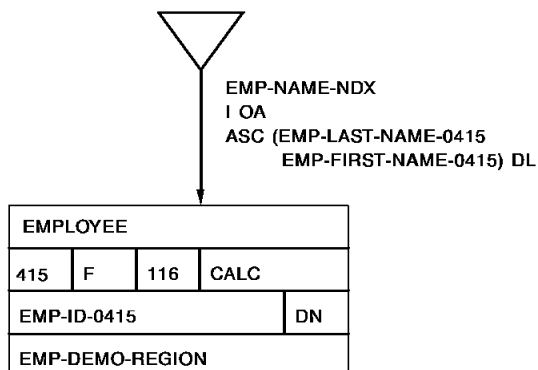 EMP-NAME-NDX
I OA
ASC (EMP-LAST-NAME-0415
EMP-FIRST-NAME-0415) DL
EMPLOYEE
415 F 116 CALC
EMP-ID-0415 DN
EMP-DEMO-REGION